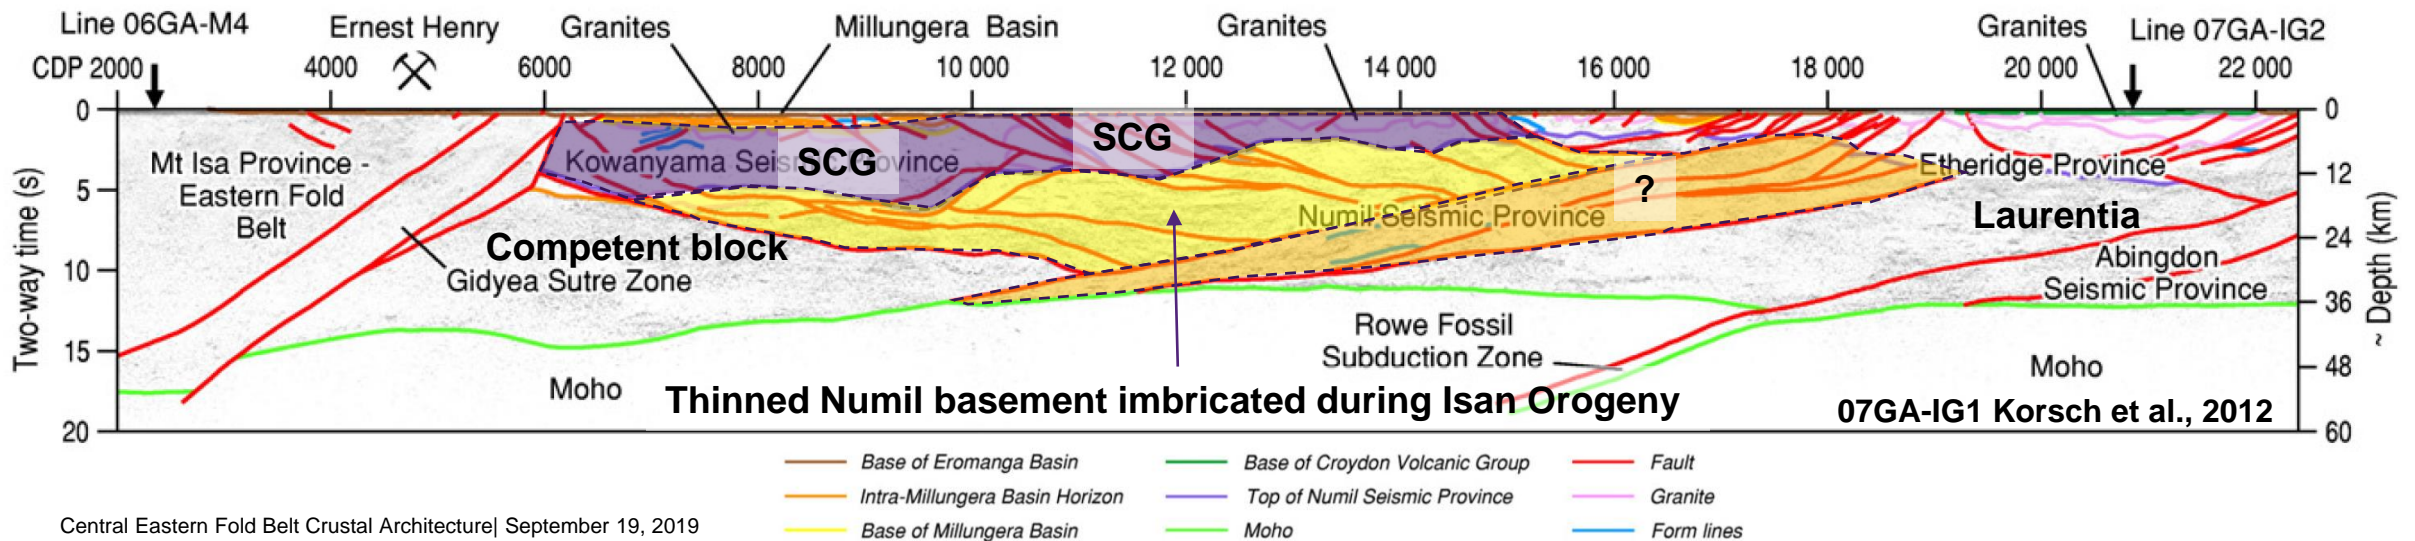 Line 06GA-M4
Ernest Henry
Granites
Millungera Basin
Granites
Granites
Line 07GA-IG2
CDP 2000
4000
6000
8000
10 000
12 000
14 000
16 000
18 000
20 000
22 000
0
5
10
15
20
Two-way time (s)
0
12
24
36
48
60
~ Depth (km)
Mt Isa Province -
Eastern Fold
Belt
Kowanyama Seismic Province
SCG
SCG
?
Numil Seismic Province
Etheridge Province
Laurentia
Competent block
Gidyea Sutre Zone
Abingdon
Seismic Province
Rowe Fossil
Subduction Zone
Moho
Moho
Thinned Numil basement imbricated during Isan Orogeny
07GA-IG1 Korsch et al., 2012
Base of Eromanga Basin
Intra-Millungera Basin Horizon
Base of Millungera Basin
Base of Croydon Volcanic Group
Top of Numil Seismic Province
Moho
Fault
Granite
Form lines
Central Eastern Fold Belt Crustal Architecture| September 19, 2019